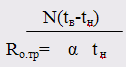 N(tв-tн)
Rо.тр= α tн